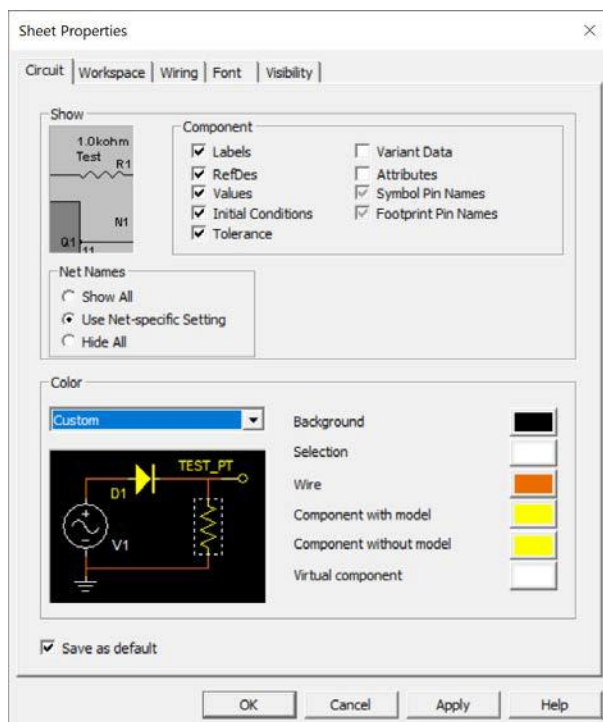 Sheet Properties
Circuit Workspace Wiring Font Visibility
Show
1.0kohm
Test R1
N1
Q1
11
Component
Labels
RefDes
Values
Initial Conditions
Tolerance
Variant Data
Attributes
Symbol Pin Names
Footprint Pin Names
Net Names
Show All
Use Net-specific Setting
Hide All
Color
Custom
TEST_PT
D1
V1
Background
Selection
Wire
Component with model
Component without model
Virtual component
Save as default
OK Cancel Apply Help